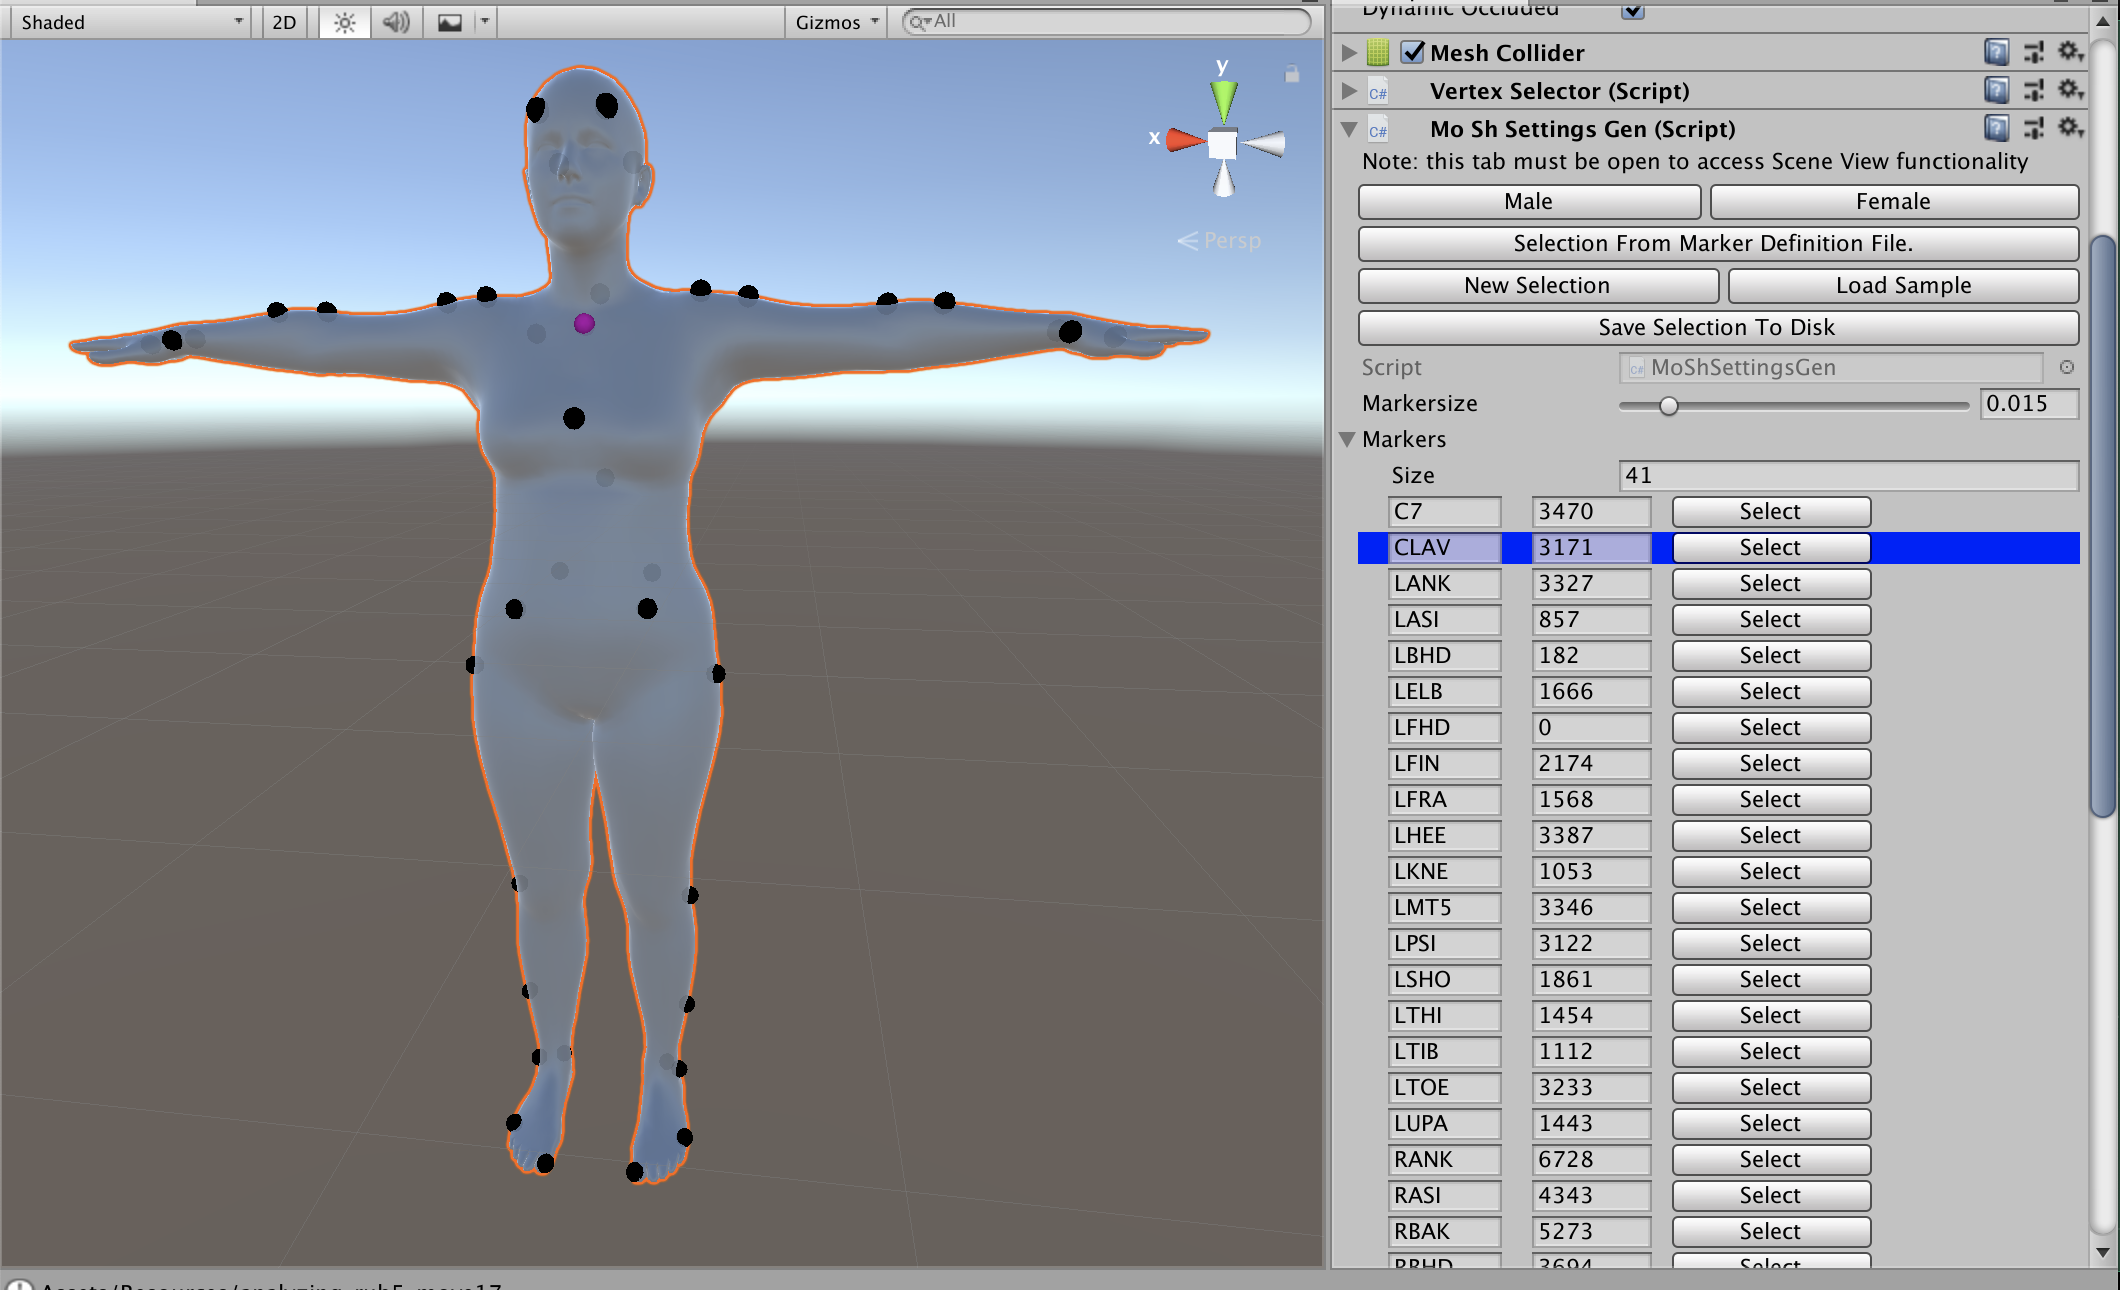 Shaded
2D
Gizmos
All
y
x
Persp
Dynamic Occluded
Mesh Collider
C# Vertex Selector (Script)
C# Mo Sh Settings Gen (Script)
Note: this tab must be open to access Scene View functionality
Male Female
Selection From Marker Definition File.
New Selection Load Sample
Save Selection To Disk
Script C# MoShSettingsGen
Markersize 0.015
Markers
Size 41
C7 3470 Select
CLAV 3171 Select
LANK 3327 Select
LASI 857 Select
LBHD 182 Select
LELB 1666 Select
LFHD 0 Select
LFIN 2174 Select
LFRA 1568 Select
LHEE 3387 Select
LKNE 1053 Select
LMT5 3346 Select
LPSI 3122 Select
LSHO 1861 Select
LTHI 1454 Select
LTIB 1112 Select
LTOE 3233 Select
LUPA 1443 Select
RANK 6728 Select
RASI 4343 Select
RBAK 5273 Select
RBHD 3694 Select